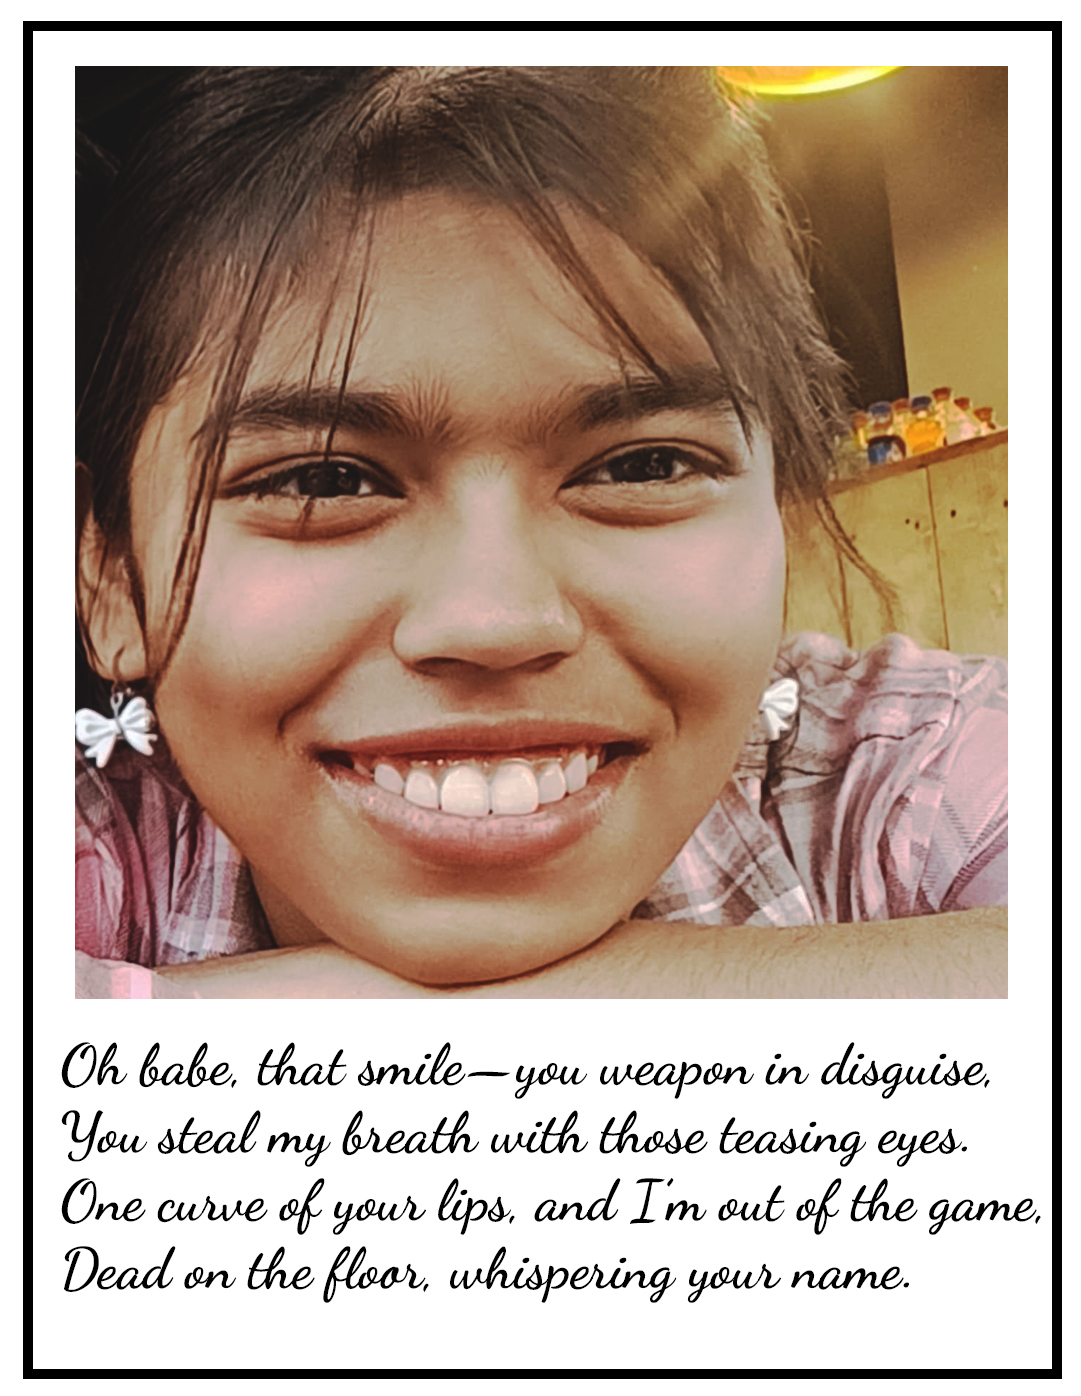 Oh babe, that smile—you weapon in disguise,
You steal my breath with those teasing eyes.
One curve of your lips, and I'm out of the game,
Dead on the floor, whispering your name.